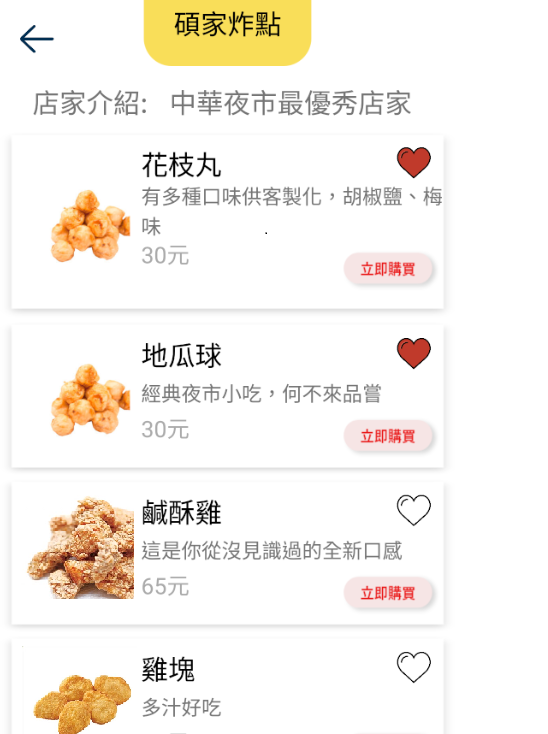 碩家炸點
店家介紹: 中華夜市最優秀店家
花枝丸
有多種口味供客製化，胡椒鹽、梅
味
30元
立即購買
地瓜球
經典夜市小吃，何不來品嘗
30元
立即購買
鹹酥雞
這是你從沒見識過的全新口感
65元
立即購買
雞塊
多汁好吃